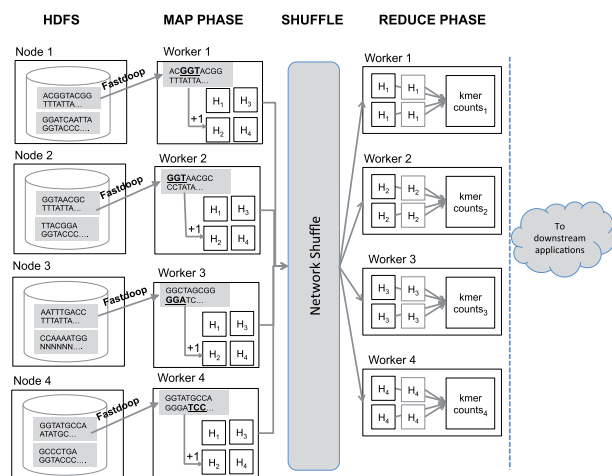 HDFS
MAP PHASE
SHUFFLE
REDUCE PHASE
Node 1
ACGGTACGG
TTTATTA...
GGATCAATTA
GGTACCC....
Fastdoop
Worker 1
ACGGTACGG
TTTATTA...
+1
H1
H3
H2
H4
Node 2
GGTAACGC
TTTATTA...
TTACGGA
GGTACCC....
Fastdoop
Worker 2
GGTAACGC
CCTATA...
+1
H1
H3
H2
H4
Node 3
AATTTGACC
TTTATTA...
CCAAAATGG
NNNNNN....
Fastdoop
Worker 3
GGCTAGCGG
GGATC...
+1
H1
H3
H2
H4
Node 4
GGTATGCCA
ATATGC...
GCCCTGA
GGTACCC....
Fastdoop
Worker 4
GGTATGCCA
GGGATCC...
+1
H1
H3
H2
H4
Network Shuffle
Worker 1
H1
H1
H1
H1
kmer
counts1
Worker 2
H2
H2
H2
H2
kmer
counts2
Worker 3
H3
H3
H3
H3
kmer
counts3
Worker 4
H4
H4
H4
H4
kmer
counts4
To
downstream
applications